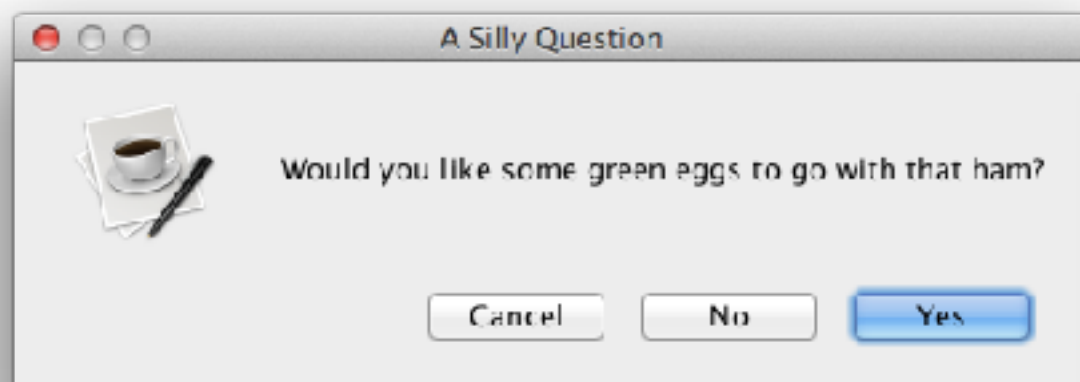 A Silly Question
Would you like some green eggs to go with that ham?
Cancel No Yes